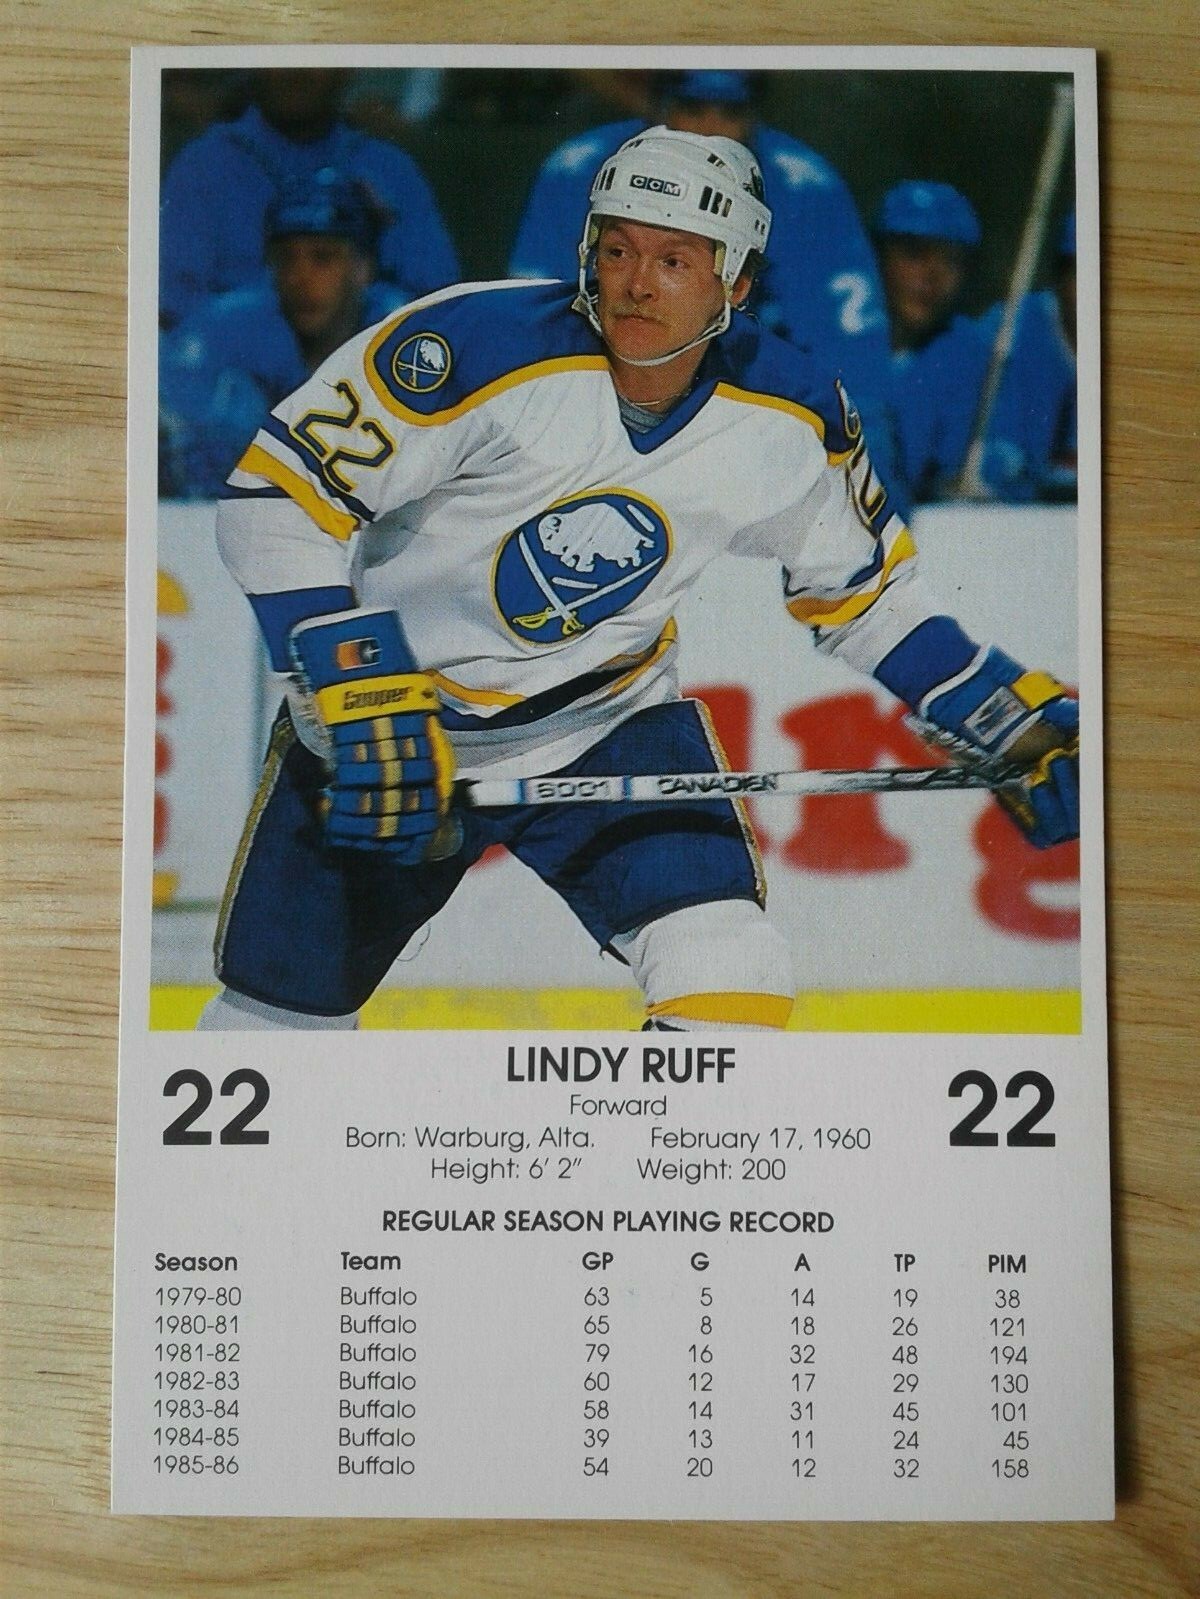 CCM
22
2
2
Cooper
6001 CANADIEN
ng
LINDY RUFF
22 22
Forward
Born: Warburg, Alta. February 17, 1960
Height: 6' 2" Weight: 200
REGULAR SEASON PLAYING RECORD
Season Team GP G A TP PIM
1979-80 Buffalo 63 5 14 19 38
1980-81 Buffalo 65 8 18 26 121
1981-82 Buffalo 79 16 32 48 194
1982-83 Buffalo 60 12 17 29 130
1983-84 Buffalo 58 14 31 45 101
1984-85 Buffalo 39 13 11 24 45
1985-86 Buffalo 54 20 12 32 158